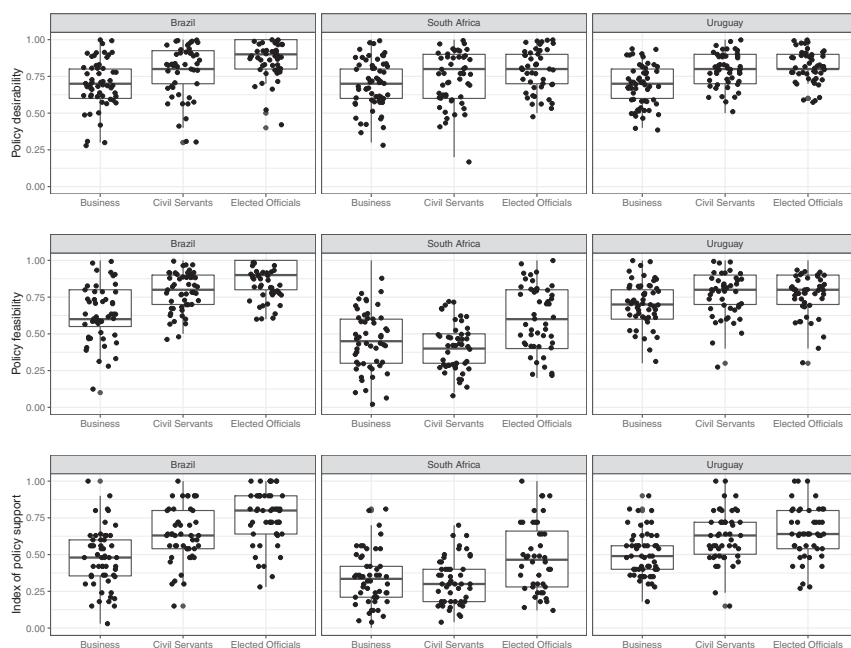 Brazil South Africa Uruguay
Policy desirability
1.00
0.75
0.50
0.25
0.00
Business Civil Servants Elected Officials Business Civil Servants Elected Officials Business Civil Servants Elected Officials
Brazil South Africa Uruguay
Policy feasibility
1.00
0.75
0.50
0.25
0.00
Business Civil Servants Elected Officials Business Civil Servants Elected Officials Business Civil Servants Elected Officials
Brazil South Africa Uruguay
Index of policy support
1.00
0.75
0.50
0.25
0.00
Business Civil Servants Elected Officials Business Civil Servants Elected Officials Business Civil Servants Elected Officials